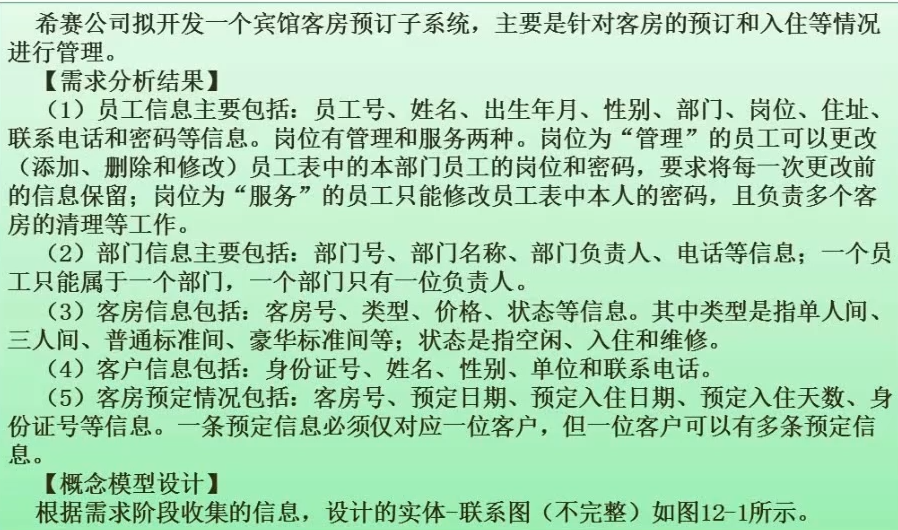 希赛公司拟开发一个宾馆客房预订子系统，主要是针对客房的预订和入住等情况
进行管理。
【需求分析结果】
（1）员工信息主要包括：员工号、姓名、出生年月、性别、部门、岗位、住址、
联系电话和密码等信息。岗位有管理和服务两种。岗位为“管理”的员工可以更改
（添加、删除和修改）员工表中的本部门员工的岗位和密码，要求将每一次更改前
的信息保留；岗位为“服务”的员工只能修改员工表中本人的密码，且负责多个客
房的清理等工作。
（2）部门信息主要包括：部门号、部门名称、部门负责人、电话等信息；一个员
工只能属于一个部门，一个部门只有一位负责人。
（3）客房信息包括：客房号、类型、价格、状态等信息。其中类型是指单人间、
三人间、普通标准间、豪华标准间等；状态是指空闲、入住和维修。
（4）客户信息包括：身份证号、姓名、性别、单位和联系电话。
（5）客房预定情况包括：客房号、预定日期、预定入住日期、预定入住天数、身
份证号等信息。一条预定信息必须仅对应一位客户，但一位客户可以有多条预定信
息。
【概念模型设计】
根据需求阶段收集的信息，设计的实体-联系图（不完整）如图12-1所示。